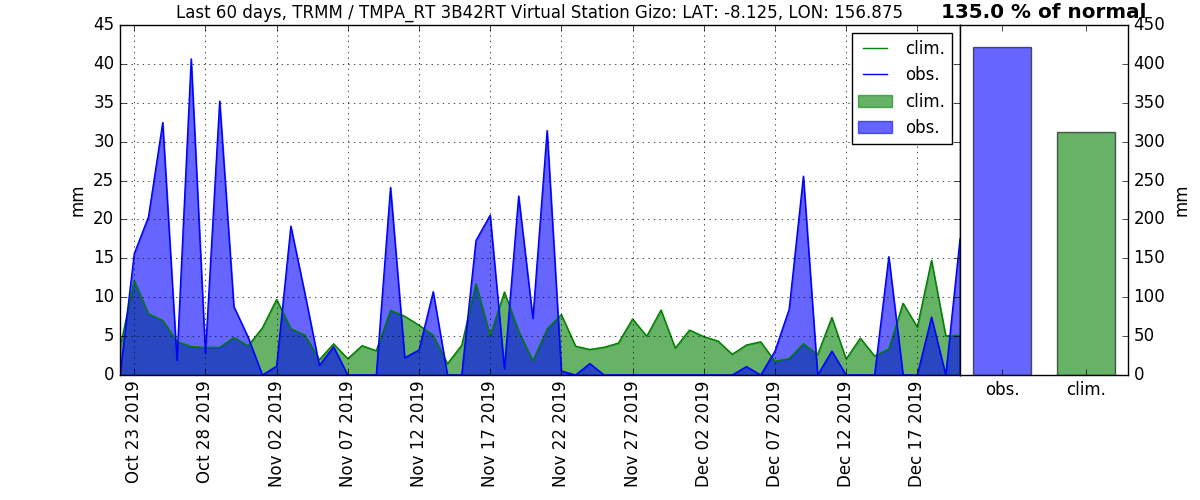 Last 60 days, TRMM / TMPA_RT 3B42RT Virtual Station Gizo: LAT: -8.125, LON: 156.875
135.0 % of normal
45
40
35
30
25
20
15
10
5
0
mm
clim.
obs.
clim.
obs.
450
400
350
300
250
200
150
100
50
0
mm
Oct 23 2019
Oct 28 2019
Nov 02 2019
Nov 07 2019
Nov 12 2019
Nov 17 2019
Nov 22 2019
Nov 27 2019
Dec 02 2019
Dec 07 2019
Dec 12 2019
Dec 17 2019
obs.
clim.